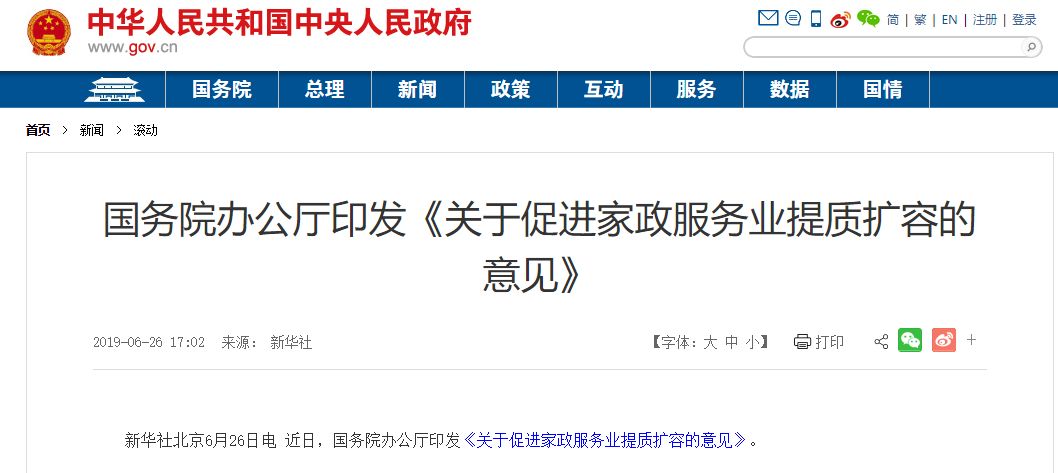 中华人民共和国中央人民政府
www.gov.cn
简 | 繁 | EN | 注册 | 登录
国务院 总理 新闻 政策 互动 服务 数据 国情
首页 > 新闻 > 滚动
国务院办公厅印发《关于促进家政服务业提质扩容的
意见》
2019-06-26 17:02 来源： 新华社 【字体：大 中 小】 打印 +
新华社北京6月26日电 近日，国务院办公厅印发《关于促进家政服务业提质扩容的意见》。